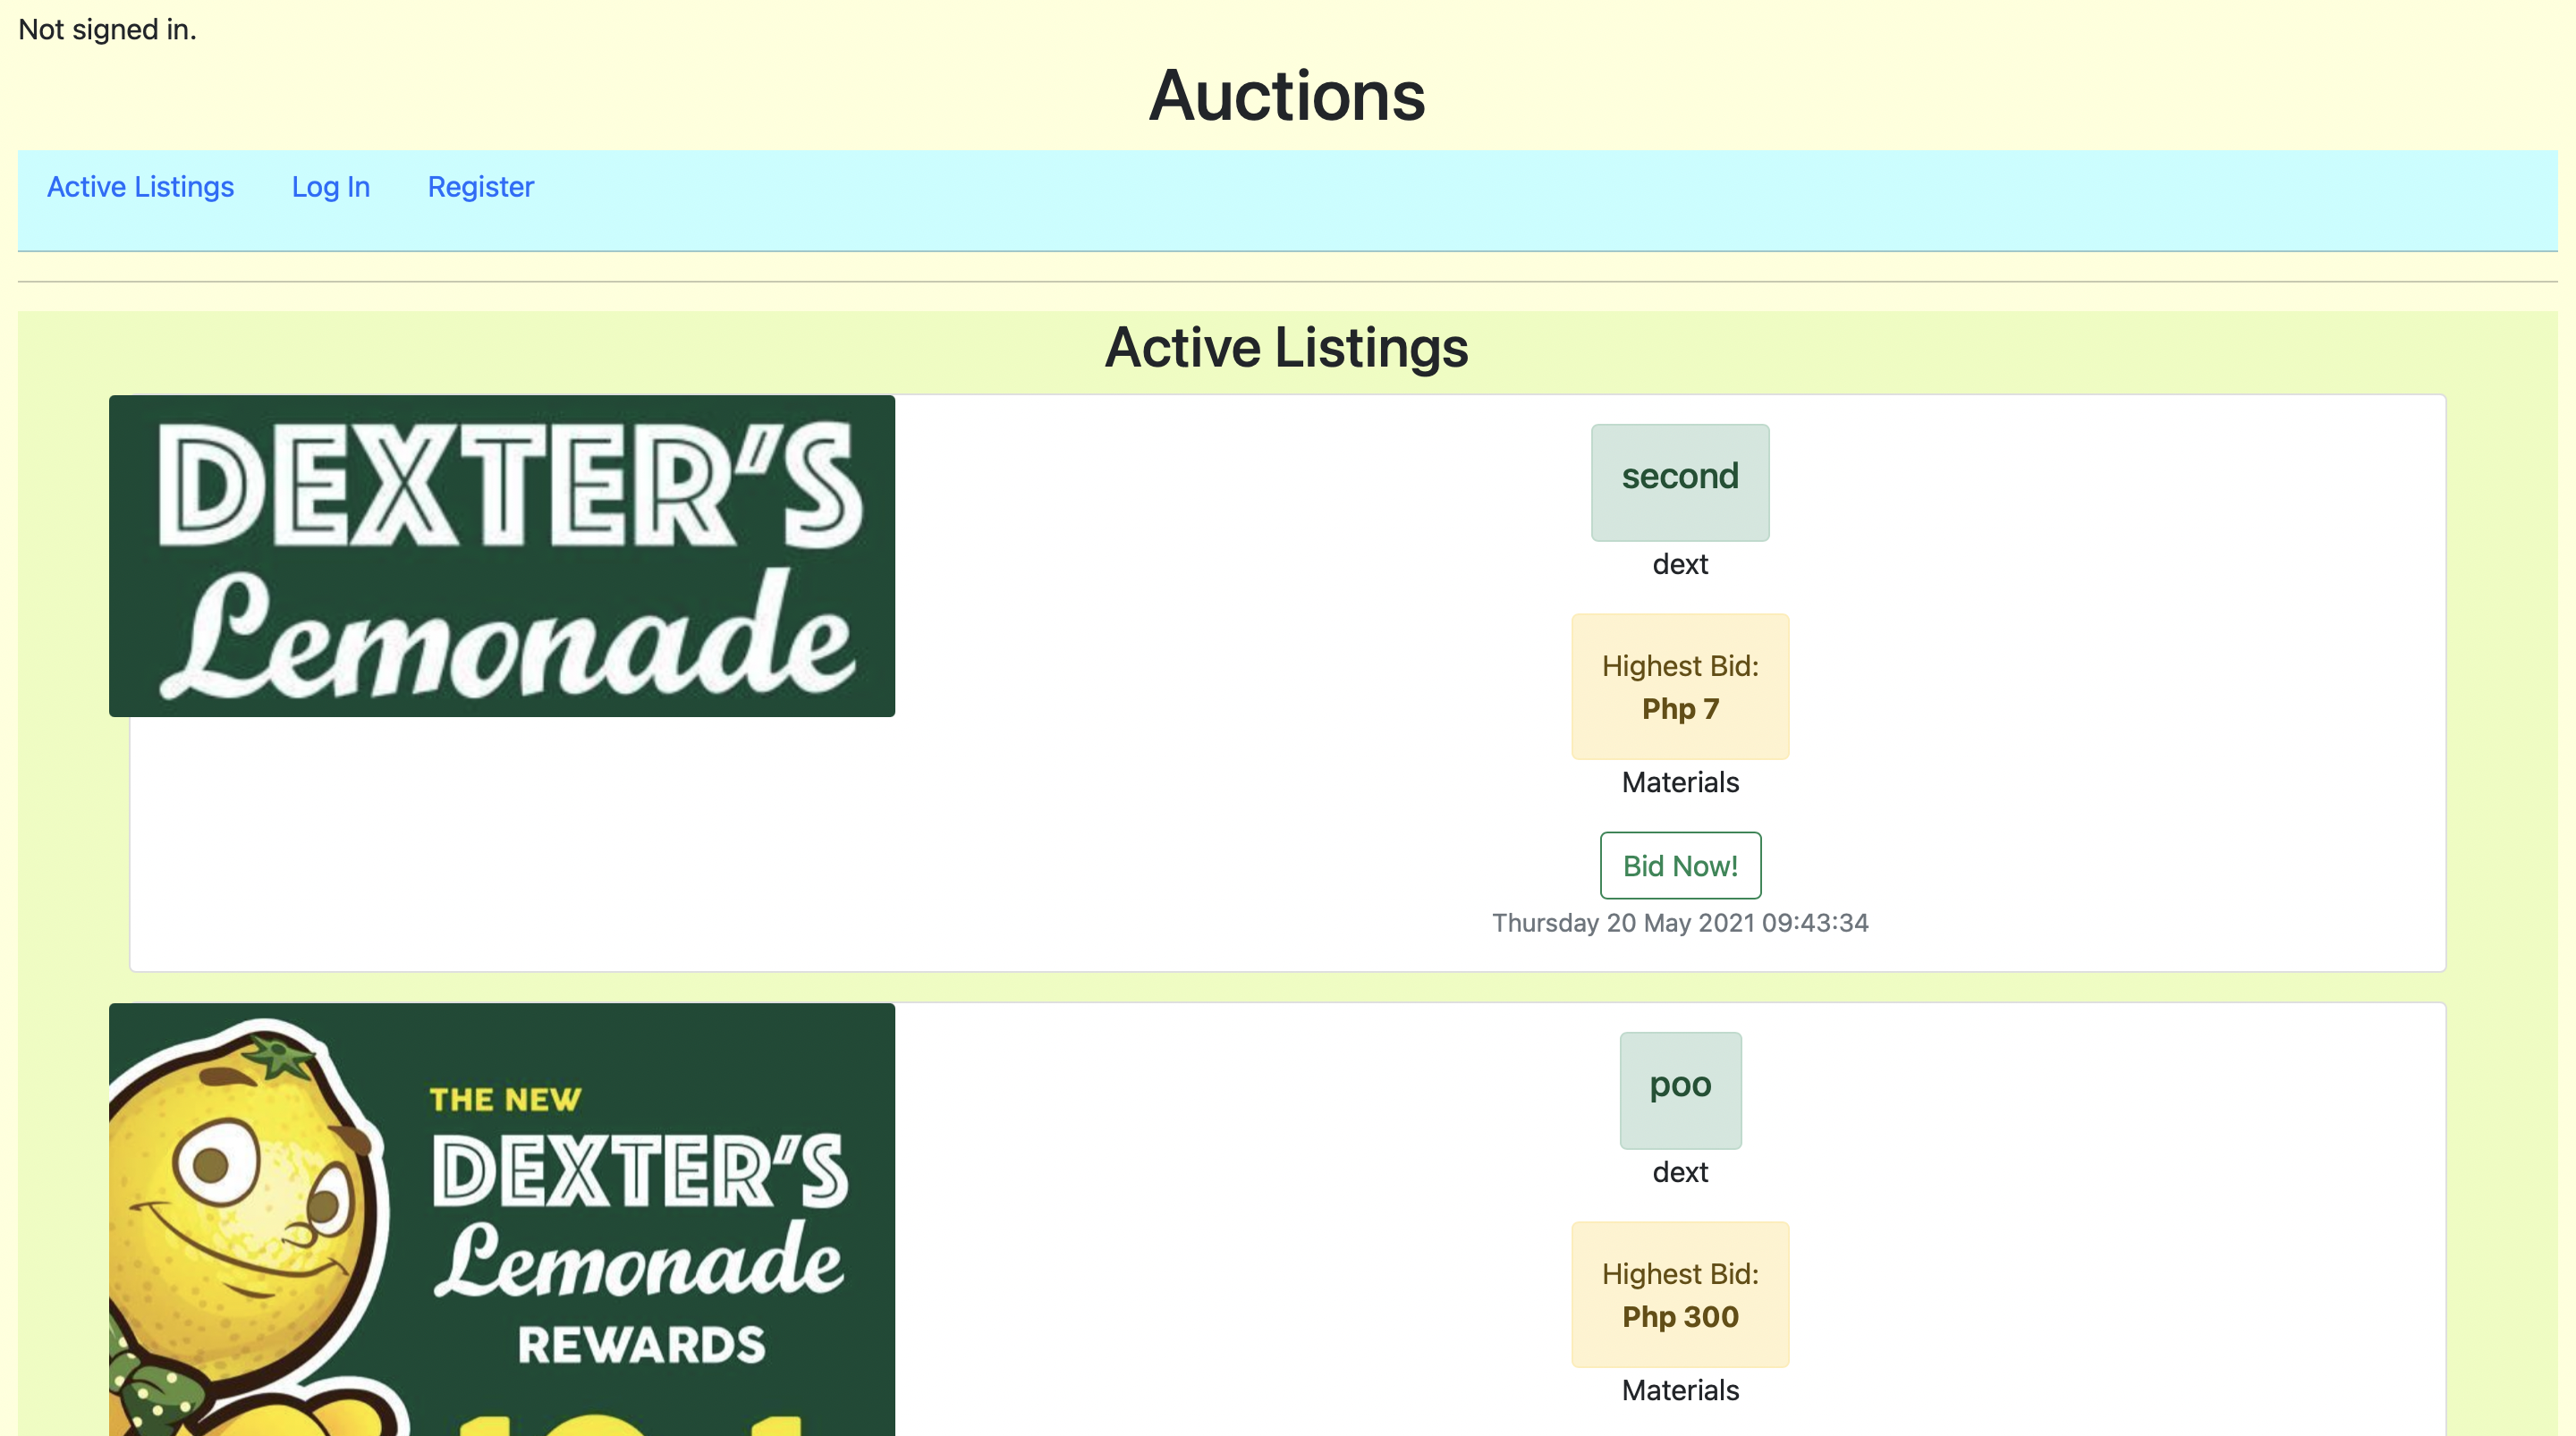 Not signed in.
Auctions
Active Listings Log In Register
Active Listings
DEXTER'S
Lemonade
second
dext
Highest Bid:
Php 7
Materials
Bid Now!
Thursday 20 May 2021 09:43:34
THE NEW
DEXTER'S
Lemonade
REWARDS
poo
dext
Highest Bid:
Php 300
Materials